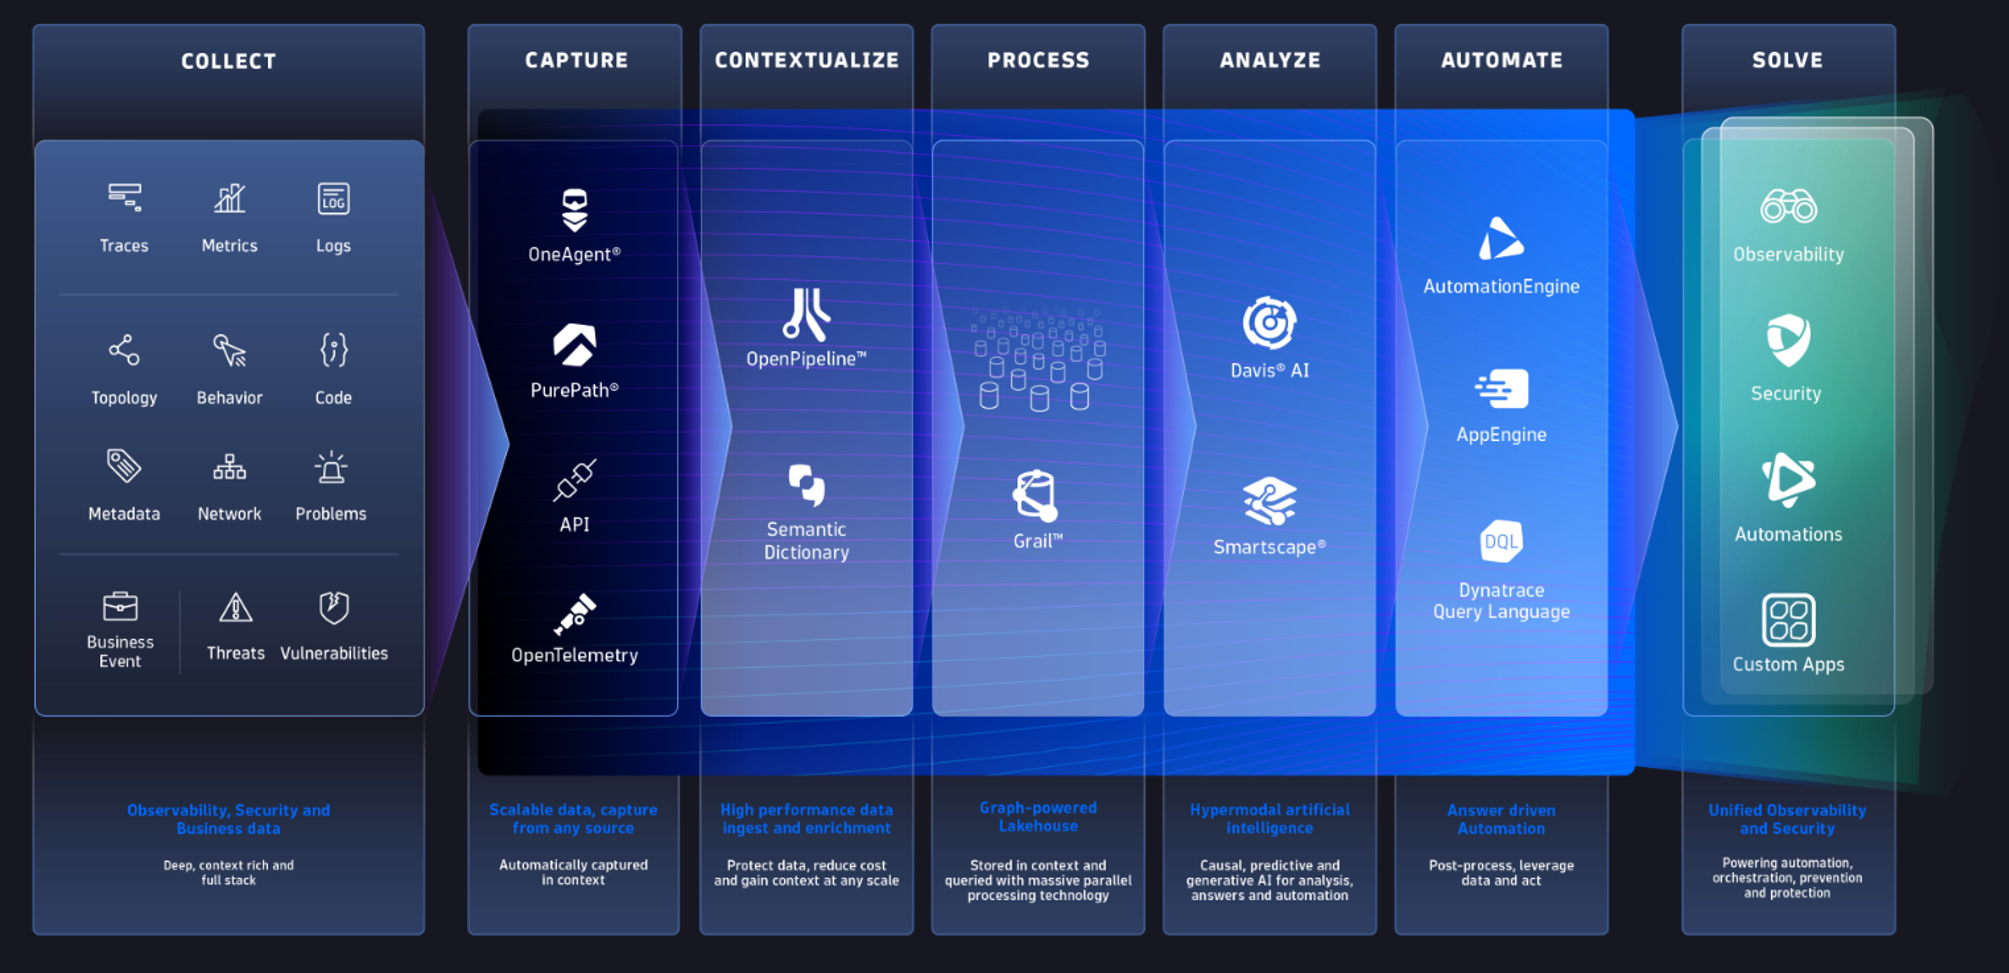 COLLECT
Traces
Metrics
Logs
LOG
Topology
Behavior
Code
Metadata
Network
Problems
Business
Event
Threats
Vulnerabilities
Observability, Security and
Business data
Deep, context rich and
full stack
CAPTURE
OneAgent®
PurePath®
API
OpenTelemetry
Scalable data, capture
from any source
Automatically captured
in context
CONTEXTUALIZE
OpenPipeline™
Semantic
Dictionary
High performance data
ingest and enrichment
Protect data, reduce cost
and gain context at any scale
PROCESS
Grail™
Graph-powered
Lakehouse
Stored in context and
queried with massive parallel
processing technology
ANALYZE
Davis® AI
Smartscape®
Hypermodal artificial
intelligence
Causal, predictive and
generative AI for analysis,
answers and automation
AUTOMATE
AutomationEngine
AppEngine
DQL
Dynatrace
Query Language
Answer driven
Automation
Post-process, leverage
data and act
SOLVE
Observability
Security
Automations
Custom Apps
Unified Observability
and Security
Powering automation,
orchestration, prevention
and protection